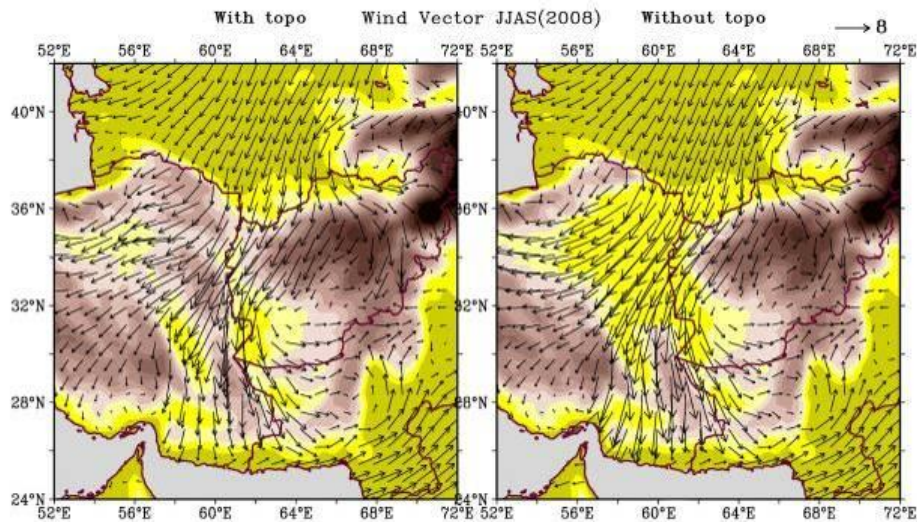 With topo Wind Vector JJAS(2008) Without topo 8
52°E 56°E 60°E 64°E 68°E 72°E 52°E 56°E 60°E 64°E 68°E 72°E
40°N 40°N
36°N 36°N
32°N 32°N
28°N 28°N
24°N 24°N
52°E 56°E 60°E 64°E 68°E 72°E 52°E 56°E 60°E 64°E 68°E 72°E